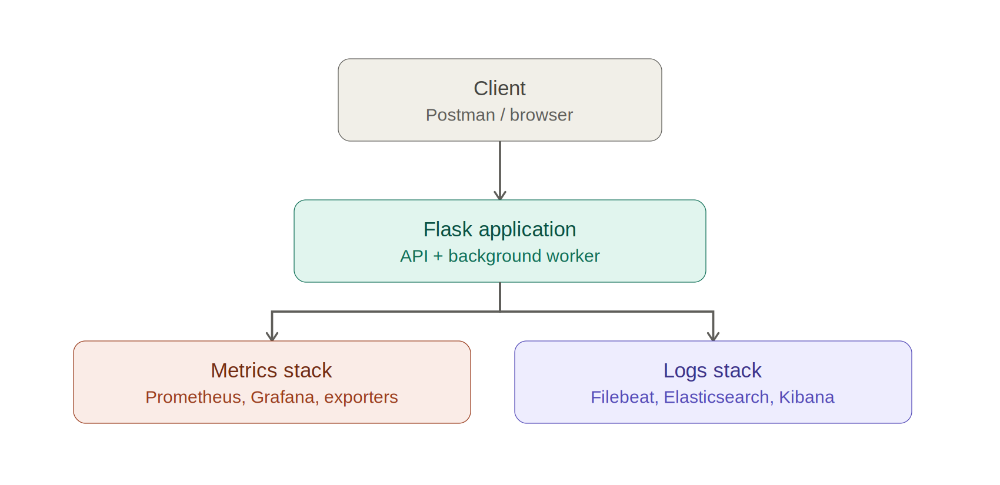 Client
Postman / browser
Flask application
API + background worker
Metrics stack
Prometheus, Grafana, exporters
Logs stack
Filebeat, Elasticsearch, Kibana